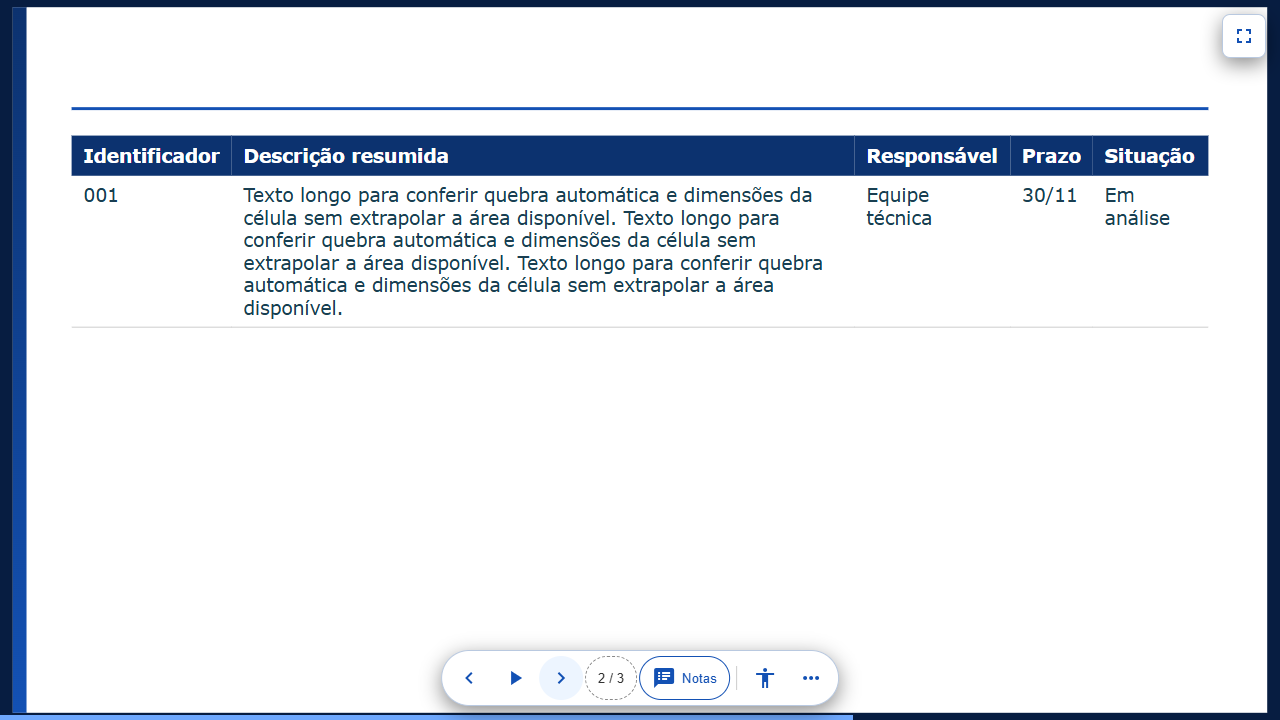 Identificador Descrição resumida Responsável Prazo Situação
001 Texto longo para conferir quebra automática e dimensões da Equipe 30/11 Em
célula sem extrapolar a área disponível. Texto longo para técnica análise
conferir quebra automática e dimensões da célula sem
extrapolar a área disponível. Texto longo para conferir quebra
automática e dimensões da célula sem extrapolar a área
disponível.
2 / 3 Notas